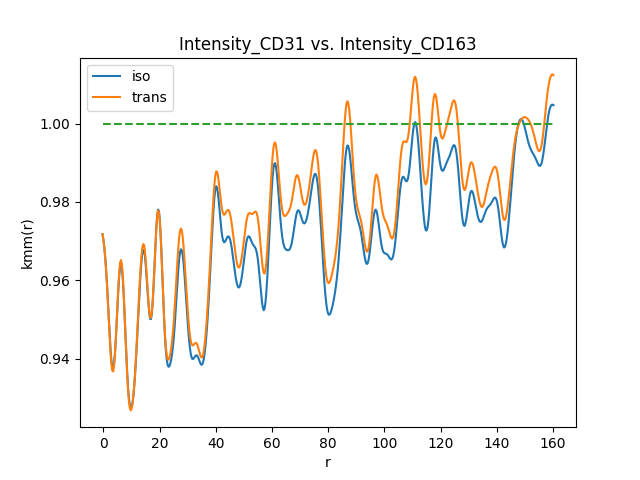 Intensity_CD31 vs. Intensity_CD163
iso
trans
1.00
0.98
0.96
0.94
kmm(r)
0 20 40 60 80 100 120 140 160
r